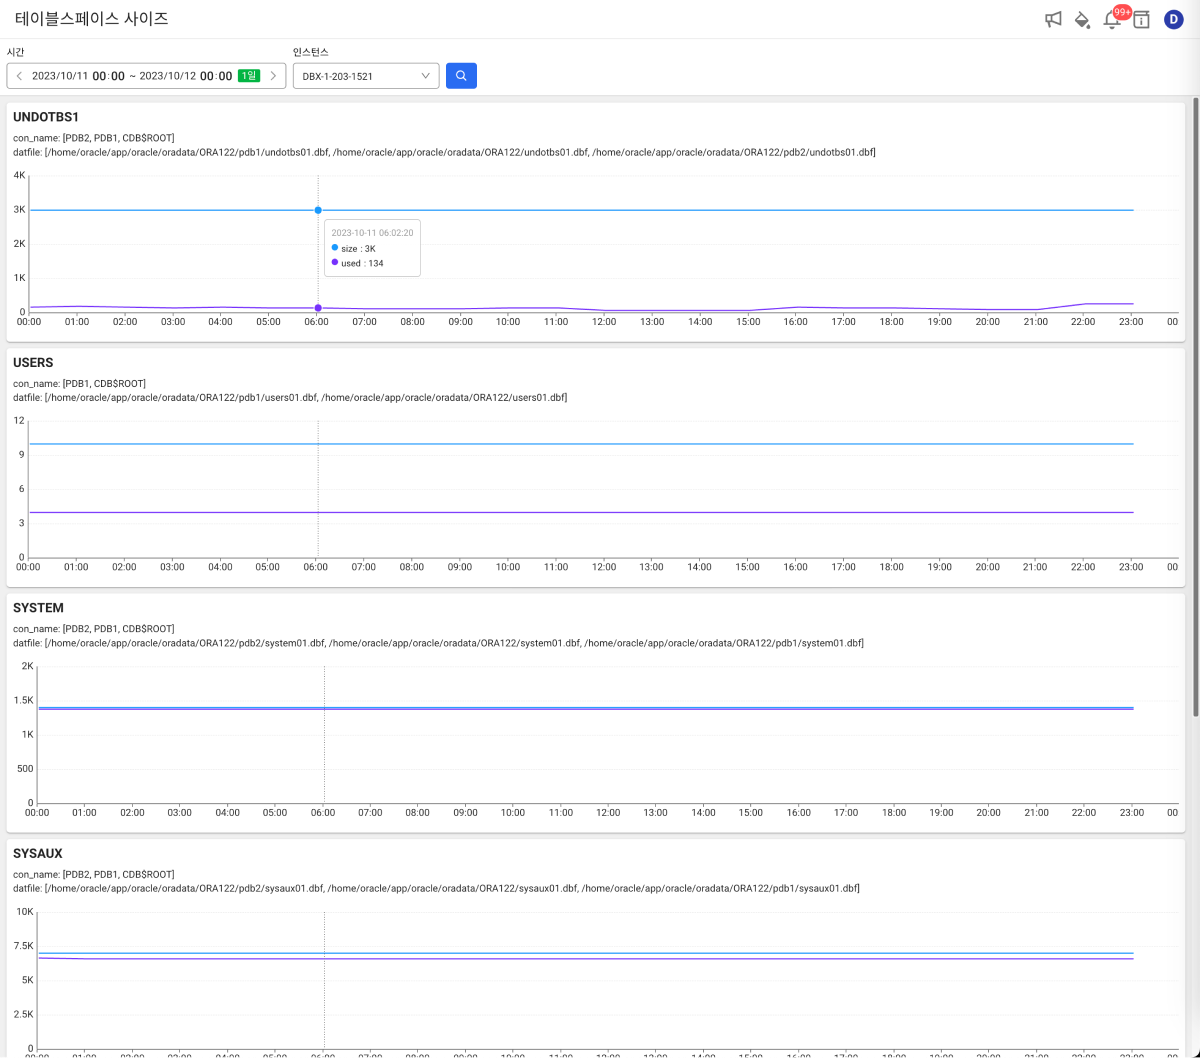 테이블스페이스 사이즈
99+
D
시간
인스턴스
2023/10/11 00:00 ~ 2023/10/12 00:00 1일
DBX-1-203-1521
UNDOTBS1
con_name: [PDB2, PDB1, CDB$ROOT]
datfile: [/home/oracle/app/oracle/oradata/ORA122/pdb1/undotbs01.dbf, /home/oracle/app/oracle/oradata/ORA122/undotbs01.dbf, /home/oracle/app/oracle/oradata/ORA122/pdb2/undotbs01.dbf]
4K
3K
2K
1K
0
2023-10-11 06:02:20
size : 3K
used : 134
00:00 01:00 02:00 03:00 04:00 05:00 06:00 07:00 08:00 09:00 10:00 11:00 12:00 13:00 14:00 15:00 16:00 17:00 18:00 19:00 20:00 21:00 22:00 23:00 00
USERS
con_name: [PDB1, CDB$ROOT]
datfile: [/home/oracle/app/oracle/oradata/ORA122/pdb1/users01.dbf, /home/oracle/app/oracle/oradata/ORA122/users01.dbf]
12
9
6
3
0
00:00 01:00 02:00 03:00 04:00 05:00 06:00 07:00 08:00 09:00 10:00 11:00 12:00 13:00 14:00 15:00 16:00 17:00 18:00 19:00 20:00 21:00 22:00 23:00 00
SYSTEM
con_name: [PDB2, PDB1, CDB$ROOT]
datfile: [/home/oracle/app/oracle/oradata/ORA122/pdb2/system01.dbf, /home/oracle/app/oracle/oradata/ORA122/system01.dbf, /home/oracle/app/oracle/oradata/ORA122/pdb1/system01.dbf]
2K
1.5K
1K
500
0
00:00 01:00 02:00 03:00 04:00 05:00 06:00 07:00 08:00 09:00 10:00 11:00 12:00 13:00 14:00 15:00 16:00 17:00 18:00 19:00 20:00 21:00 22:00 23:00 00
SYSAUX
con_name: [PDB2, PDB1, CDB$ROOT]
datfile: [/home/oracle/app/oracle/oradata/ORA122/pdb2/sysaux01.dbf, /home/oracle/app/oracle/oradata/ORA122/sysaux01.dbf, /home/oracle/app/oracle/oradata/ORA122/pdb1/sysaux01.dbf]
10K
7.5K
5K
2.5K
0